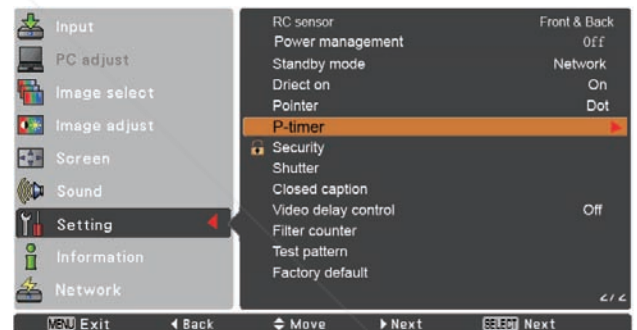 Input
PC adjust
Image select
Image adjust
Screen
Sound
Setting
Information
Network
RC sensor Front & Back
Power management Off
Standby mode Network
Driect on On
Pointer Dot
P-timer
Security
Shutter
Closed caption
Video delay control Off
Filter counter
Test pattern
Factory default
2/2
MENU Exit Back Move Next SELECT Next